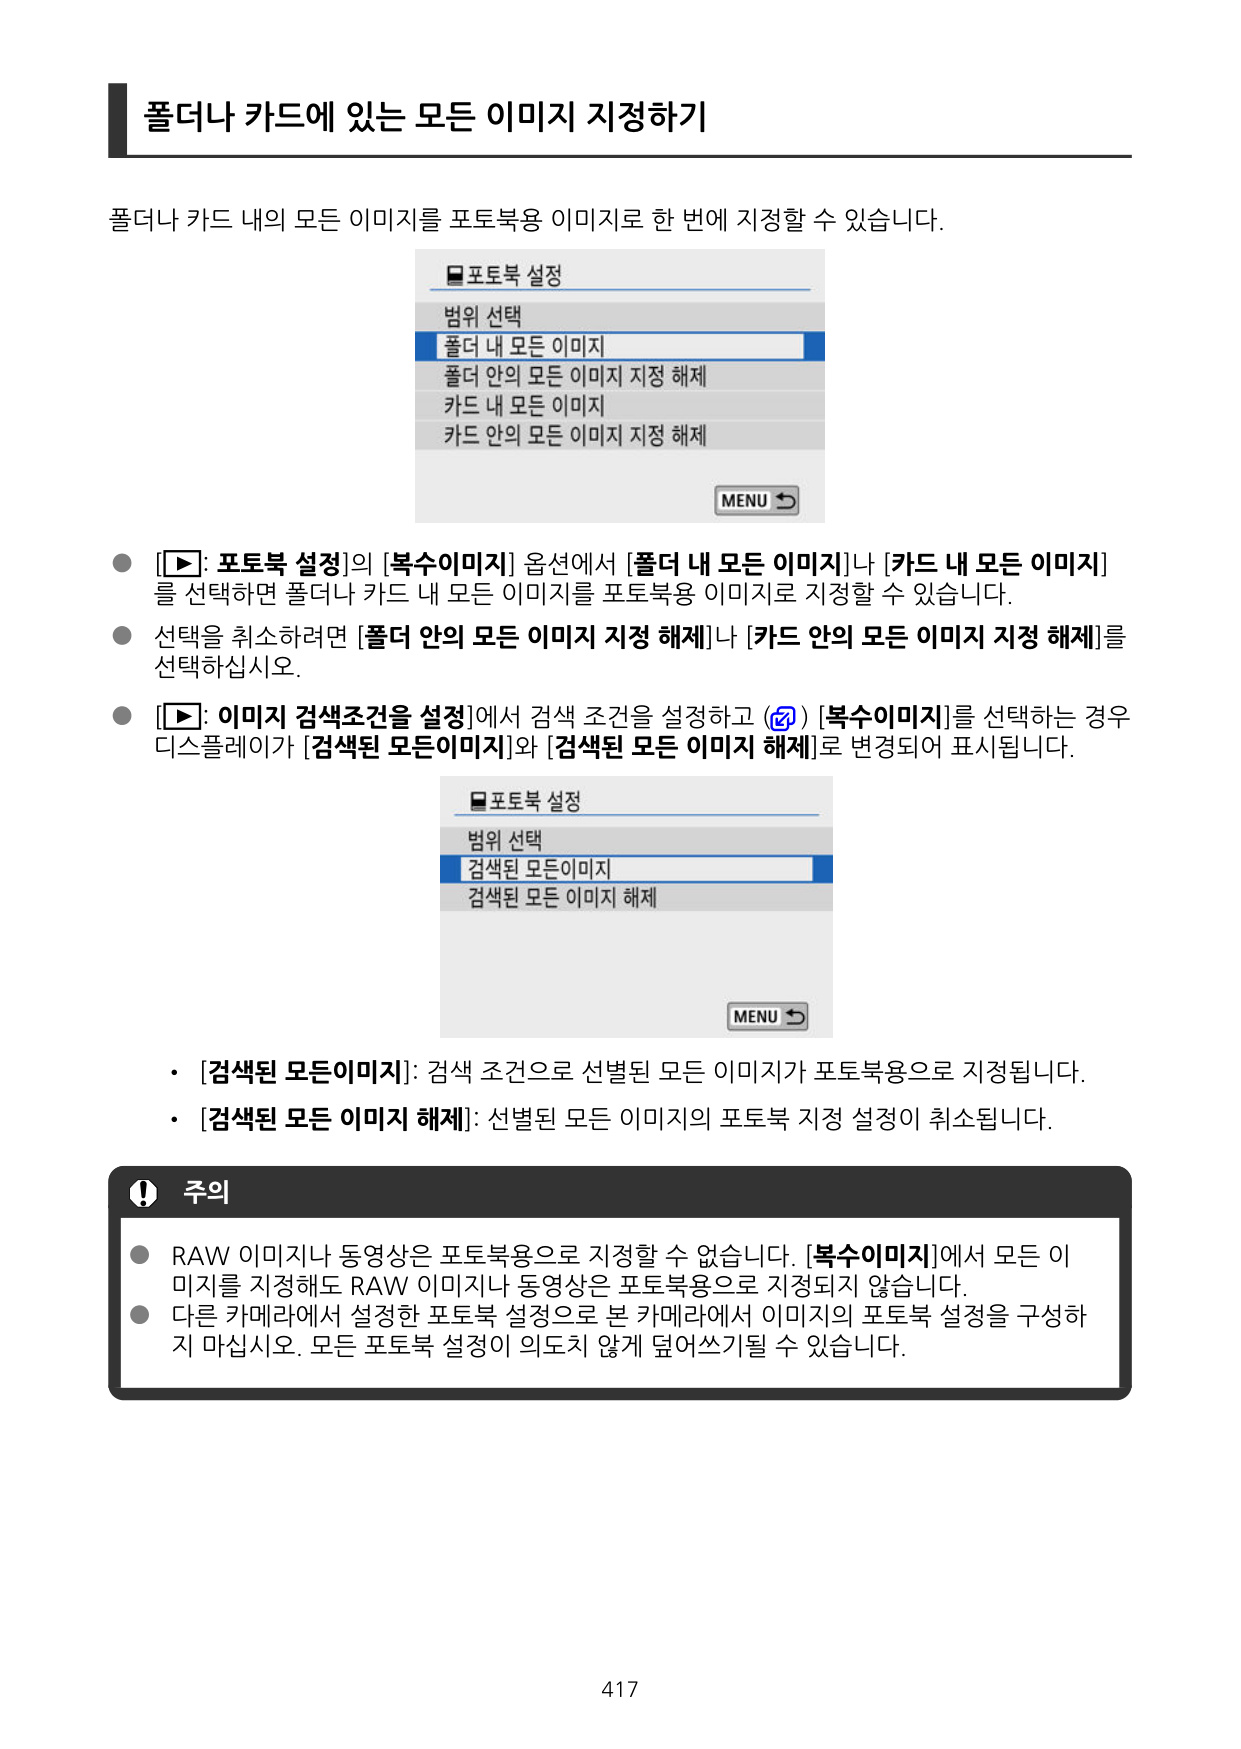 폴더나 카드에 있는 모든 이미지 지정하기
폴더나 카드 내의 모든 이미지를 포토북용 이미지로 한 번에 지정할 수 있습니다.
포토북 설정
범위 선택
폴더 내 모든 이미지
폴더 안의 모든 이미지 지정 해제
카드 내 모든 이미지
카드 안의 모든 이미지 지정 해제
MENU
● [▶: 포토북 설정]의 [복수이미지] 옵션에서 [폴더 내 모든 이미지]나 [카드 내 모든 이미지]
를 선택하면 폴더나 카드 내 모든 이미지를 포토북용 이미지로 지정할 수 있습니다.
● 선택을 취소하려면 [폴더 안의 모든 이미지 지정 해제]나 [카드 안의 모든 이미지 지정 해제]를
선택하십시오.
● [▶: 이미지 검색조건을 설정]에서 검색 조건을 설정하고 ( ) [복수이미지]를 선택하는 경우
디스플레이가 [검색된 모든이미지]와 [검색된 모든 이미지 해제]로 변경되어 표시됩니다.
포토북 설정
범위 선택
검색된 모든이미지
검색된 모든 이미지 해제
MENU
• [검색된 모든이미지]: 검색 조건으로 선별된 모든 이미지가 포토북용으로 지정됩니다.
• [검색된 모든 이미지 해제]: 선별된 모든 이미지의 포토북 지정 설정이 취소됩니다.
주의
● RAW 이미지나 동영상은 포토북용으로 지정할 수 없습니다. [복수이미지]에서 모든 이
미지를 지정해도 RAW 이미지나 동영상은 포토북용으로 지정되지 않습니다.
● 다른 카메라에서 설정한 포토북 설정으로 본 카메라에서 이미지의 포토북 설정을 구성하
지 마십시오. 모든 포토북 설정이 의도치 않게 덮어쓰기될 수 있습니다.
417